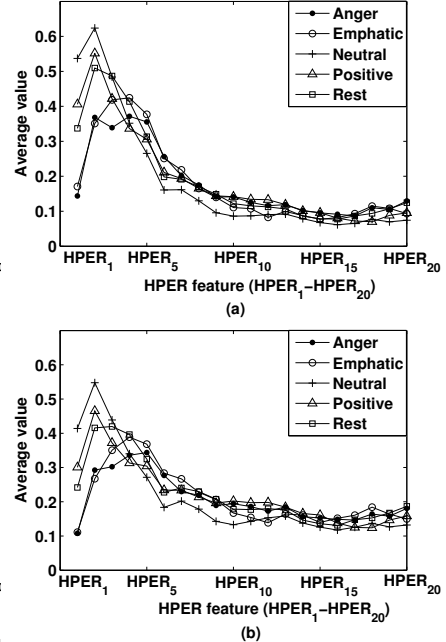 Anger
Emphatic
Neutral
Positive
Rest
0.6
0.5
0.4
0.3
0.2
0.1
0
Average value
HPER1 HPER5 HPER10 HPER15 HPER20
HPER feature (HPER1−HPER20)
(a)
0.7
0.6
0.5
0.4
0.3
0.2
0.1
0
Average value
Anger
Emphatic
Neutral
Positive
Rest
HPER1 HPER5 HPER10 HPER15 HPER20
HPER feature (HPER1−HPER20)
(b)